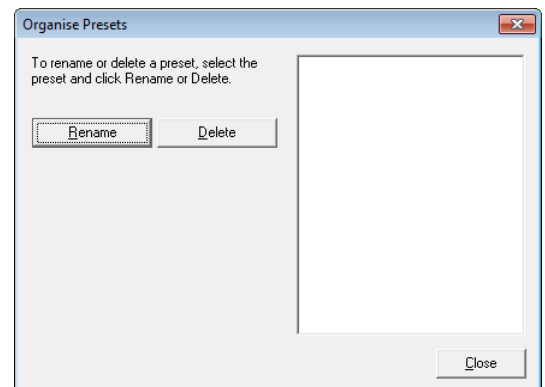 Organise Presets
To rename or delete a preset, select the
preset and click Rename or Delete.
Rename
Delete
Close